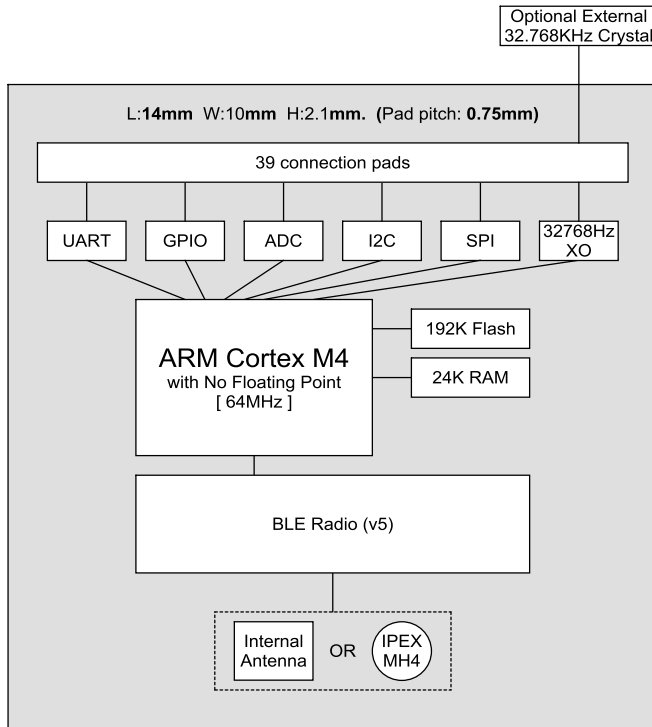 Optional External
32.768KHz Crystal
L:14mm W:10mm H:2.1mm. (Pad pitch: 0.75mm)
39 connection pads
UART
GPIO
ADC
I2C
SPI
32768Hz
XO
ARM Cortex M4
with No Floating Point
[ 64MHz ]
192K Flash
24K RAM
BLE Radio (v5)
Internal
Antenna
OR
IPEX
MH4